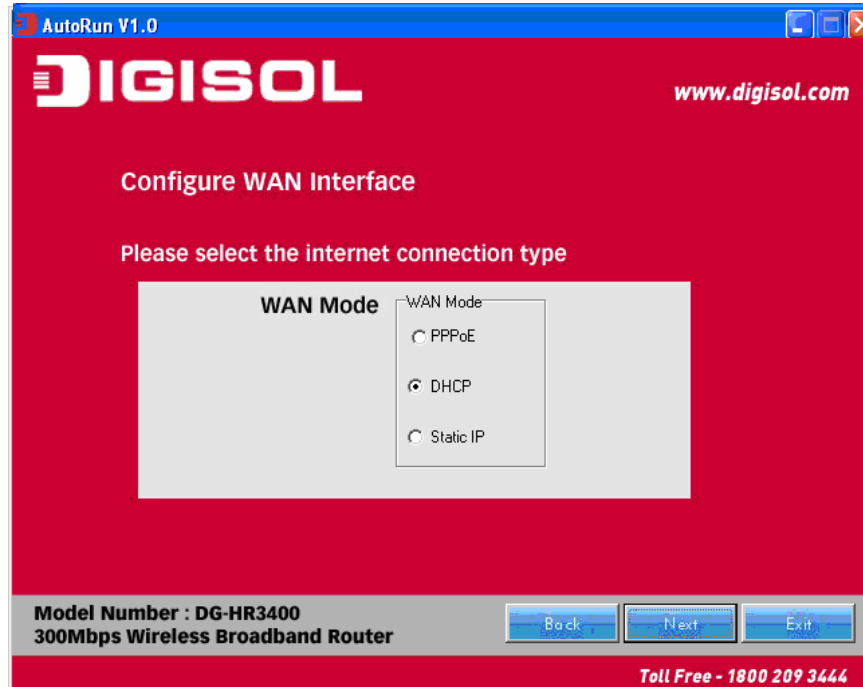 AutoRun V1.0
DIGISOL
www.digisol.com
Configure WAN Interface
Please select the internet connection type
WAN Mode
WAN Mode
PPPoE
DHCP
Static IP
Model Number : DG-HR3400
300Mbps Wireless Broadband Router
Back
Next
Exit
Toll Free - 1800 209 3444